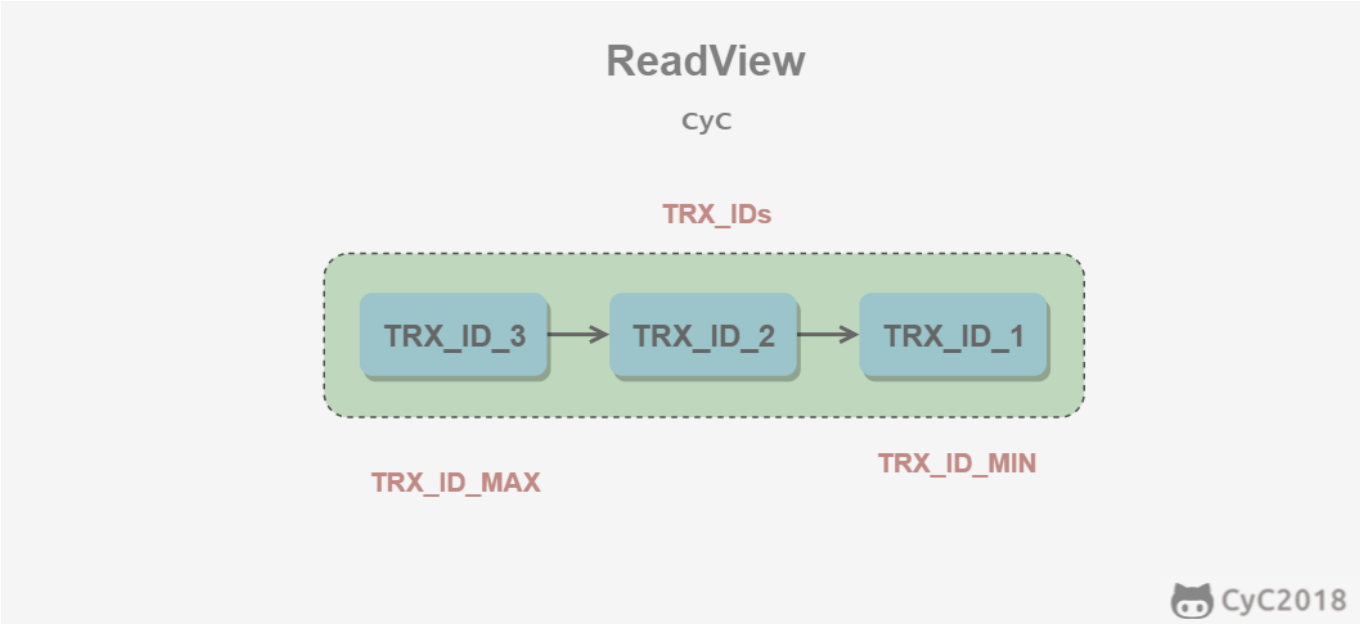 ReadView
CyC
TRX_IDs
TRX_ID_3 TRX_ID_2 TRX_ID_1
TRX_ID_MIN
TRX_ID_MAX
CyC2018